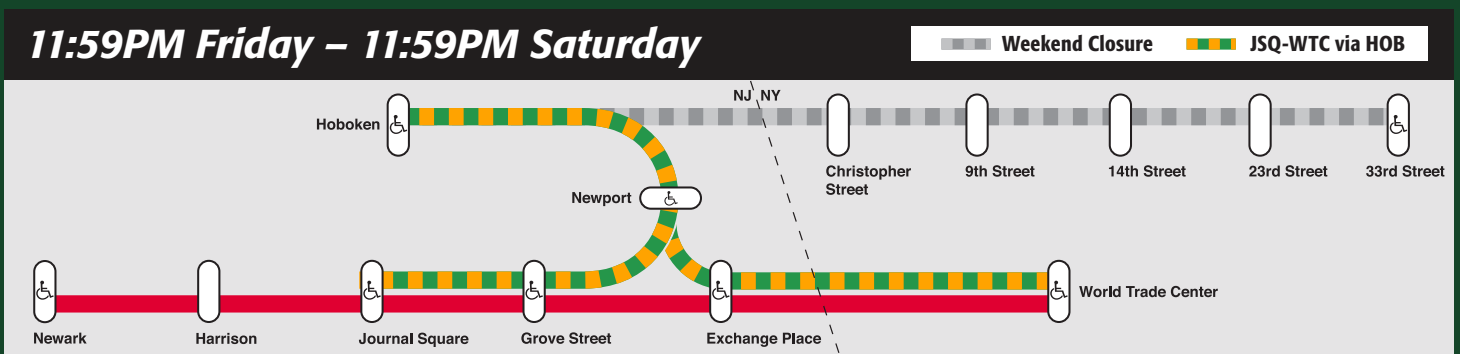 11:59PM Friday – 11:59PM Saturday
Weekend Closure
JSQ-WTC via HOB
NJ NY
Hoboken
Christopher
Street
9th Street
14th Street
23rd Street
33rd Street
Newport
World Trade Center
Newark
Harrison
Journal Square
Grove Street
Exchange Place